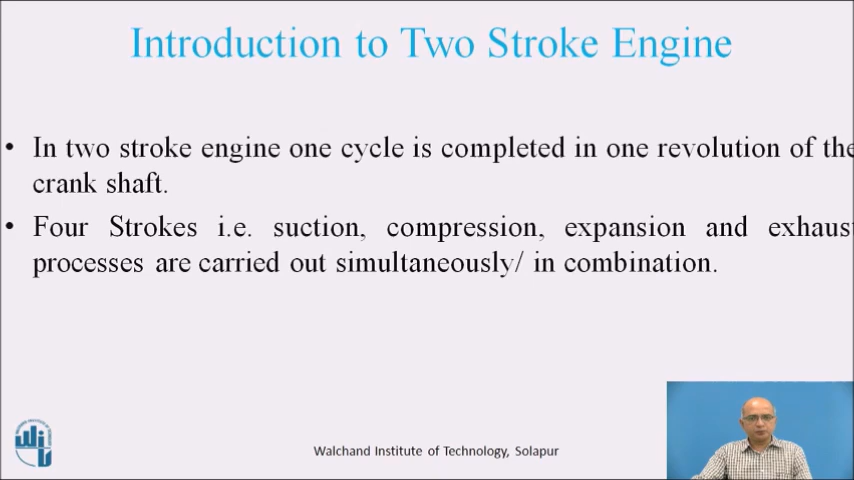 Introduction to Two Stroke Engine
• In two stroke engine one cycle is completed in one revolution of the
crank shaft.
• Four Strokes i.e. suction, compression, expansion and exhaust
processes are carried out simultaneously/ in combination.
Walchand Institute of Technology, Solapur